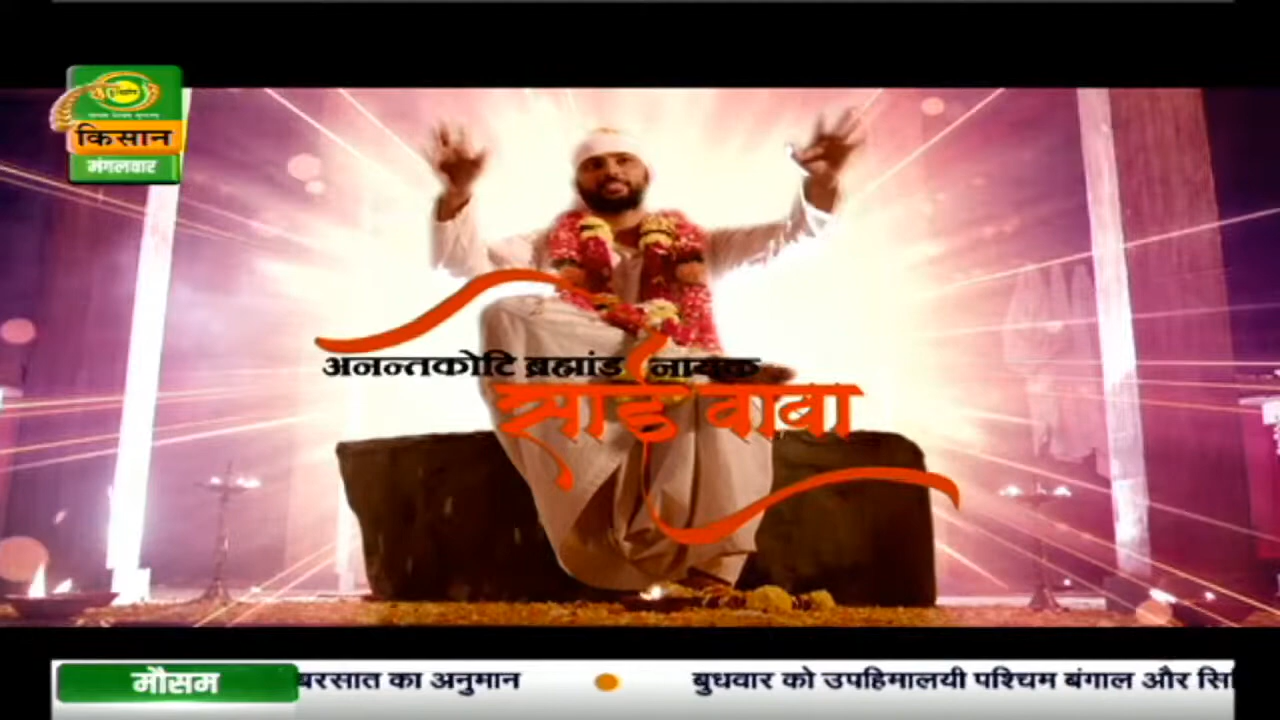 किसान
मंगलवार
अनन्तकोटि ब्रह्मांड नायक
साईं बाबा
मौसम
बरसात का अनुमान
बुधवार को उपहिमालयी पश्चिम बंगाल और